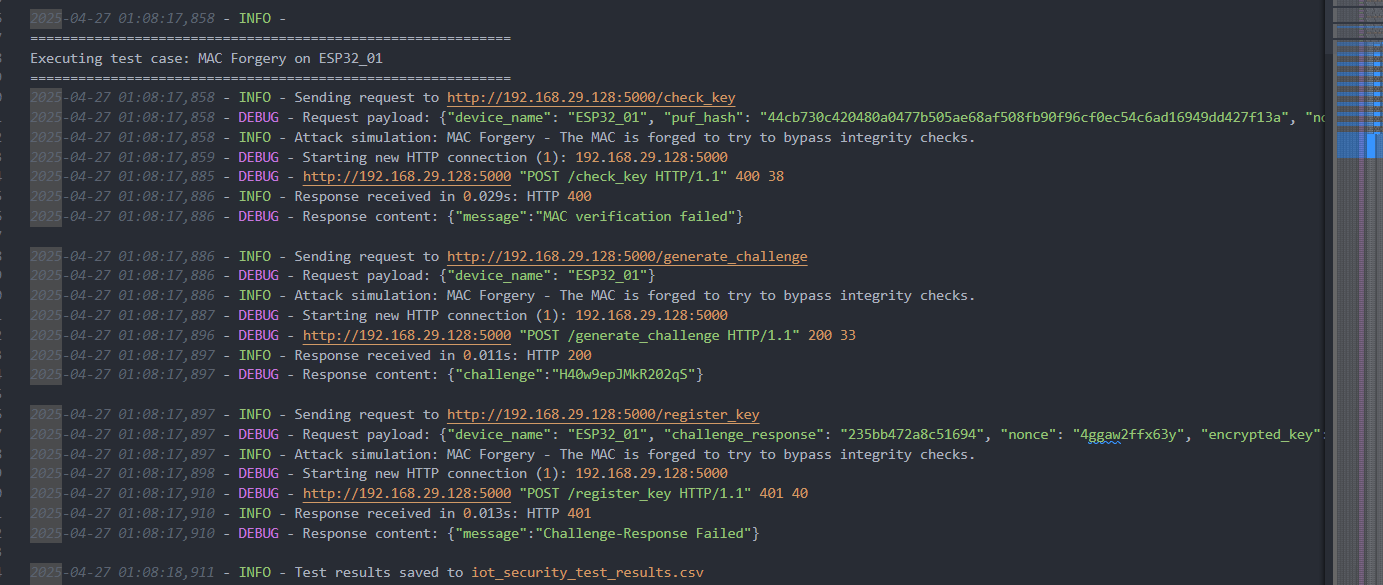 2025-04-27 01:08:17,858 - INFO -
============================================================
Executing test case: MAC Forgery on ESP32_01
============================================================
2025-04-27 01:08:17,858 - INFO - Sending request to http://192.168.29.128:5000/check_key
2025-04-27 01:08:17,858 - DEBUG - Request payload: {"device_name": "ESP32_01", "puf_hash": "44cb730c420480a0477b505ae68af508fb90f96cf0ec54c6ad16949dd427f13a", "no
2025-04-27 01:08:17,858 - INFO - Attack simulation: MAC Forgery - The MAC is forged to try to bypass integrity checks.
2025-04-27 01:08:17,859 - DEBUG - Starting new HTTP connection (1): 192.168.29.128:5000
2025-04-27 01:08:17,885 - DEBUG - http://192.168.29.128:5000 "POST /check_key HTTP/1.1" 400 38
2025-04-27 01:08:17,886 - INFO - Response received in 0.029s: HTTP 400
2025-04-27 01:08:17,886 - DEBUG - Response content: {"message":"MAC verification failed"}
2025-04-27 01:08:17,886 - INFO - Sending request to http://192.168.29.128:5000/generate_challenge
2025-04-27 01:08:17,886 - DEBUG - Request payload: {"device_name": "ESP32_01"}
2025-04-27 01:08:17,886 - INFO - Attack simulation: MAC Forgery - The MAC is forged to try to bypass integrity checks.
2025-04-27 01:08:17,887 - DEBUG - Starting new HTTP connection (1): 192.168.29.128:5000
2025-04-27 01:08:17,896 - DEBUG - http://192.168.29.128:5000 "POST /generate_challenge HTTP/1.1" 200 33
2025-04-27 01:08:17,897 - INFO - Response received in 0.011s: HTTP 200
2025-04-27 01:08:17,897 - DEBUG - Response content: {"challenge":"H40w9epJMkR202qS"}
2025-04-27 01:08:17,897 - INFO - Sending request to http://192.168.29.128:5000/register_key
2025-04-27 01:08:17,897 - DEBUG - Request payload: {"device_name": "ESP32_01", "challenge_response": "235bb472a8c51694", "nonce": "4ggaw2ffx63y", "encrypted_key":
2025-04-27 01:08:17,897 - INFO - Attack simulation: MAC Forgery - The MAC is forged to try to bypass integrity checks.
2025-04-27 01:08:17,898 - DEBUG - Starting new HTTP connection (1): 192.168.29.128:5000
2025-04-27 01:08:17,910 - DEBUG - http://192.168.29.128:5000 "POST /register_key HTTP/1.1" 401 40
2025-04-27 01:08:17,910 - INFO - Response received in 0.013s: HTTP 401
2025-04-27 01:08:17,910 - DEBUG - Response content: {"message":"Challenge-Response Failed"}
2025-04-27 01:08:18,911 - INFO - Test results saved to iot_security_test_results.csv